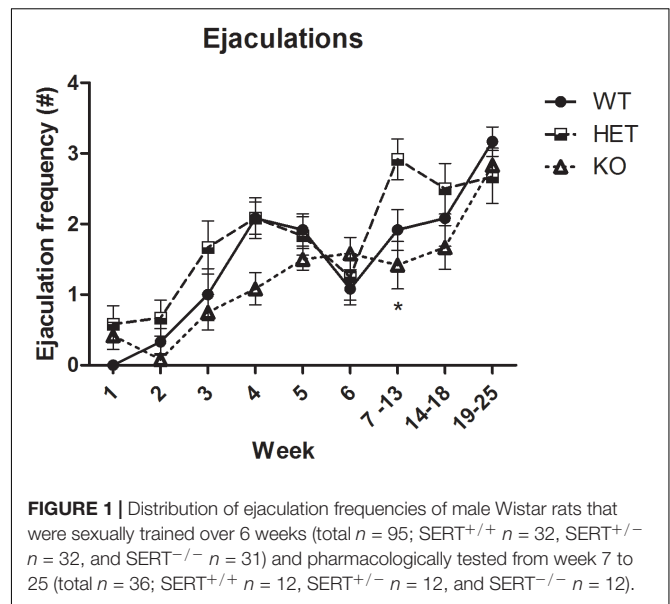 Ejaculations
Ejaculation frequency (#)
4
3
2
1
0
WT
HET
KO
*
1
2
3
4
5
6
7 -13
14-18
19-25
Week
FIGURE 1 | Distribution of ejaculation frequencies of male Wistar rats that
were sexually trained over 6 weeks (total n = 95; SERT+/+ n = 32, SERT+/−
n = 32, and SERT−/− n = 31) and pharmacologically tested from week 7 to
25 (total n = 36; SERT+/+ n = 12, SERT+/− n = 12, and SERT−/− n = 12).